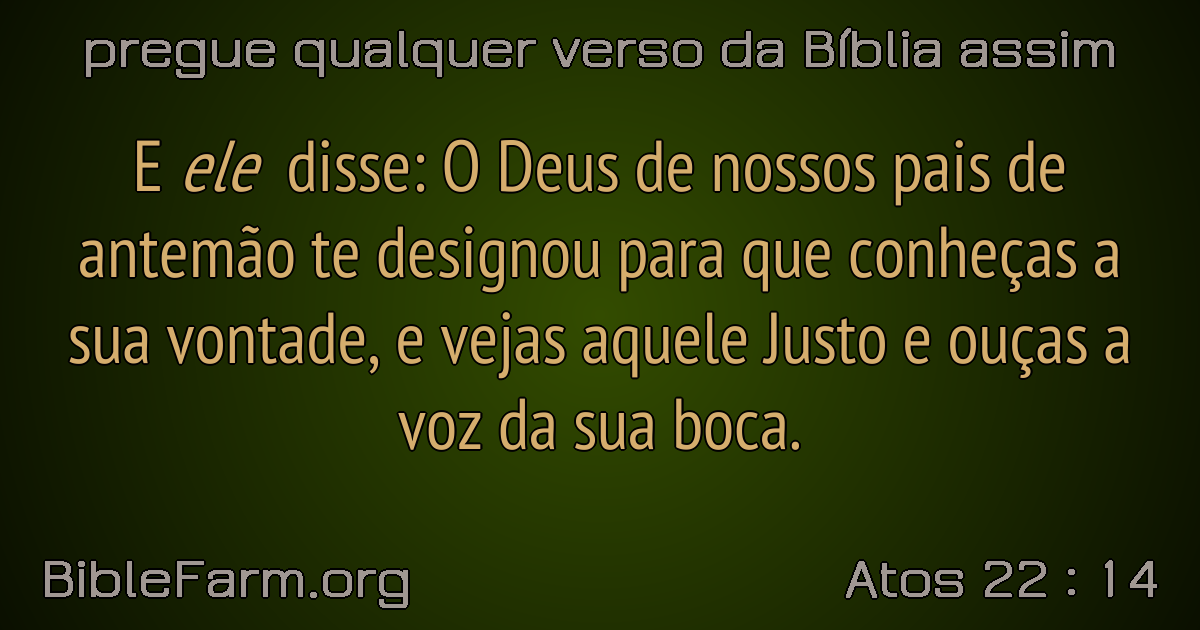 pregue qualquer verso da Bíblia assim
E ele disse: O Deus de nossos pais de
antemão te designou para que conheças a
sua vontade, e vejas aquele Justo e ouças a
voz da sua boca.
BibleFarm.org
Atos 22 : 14